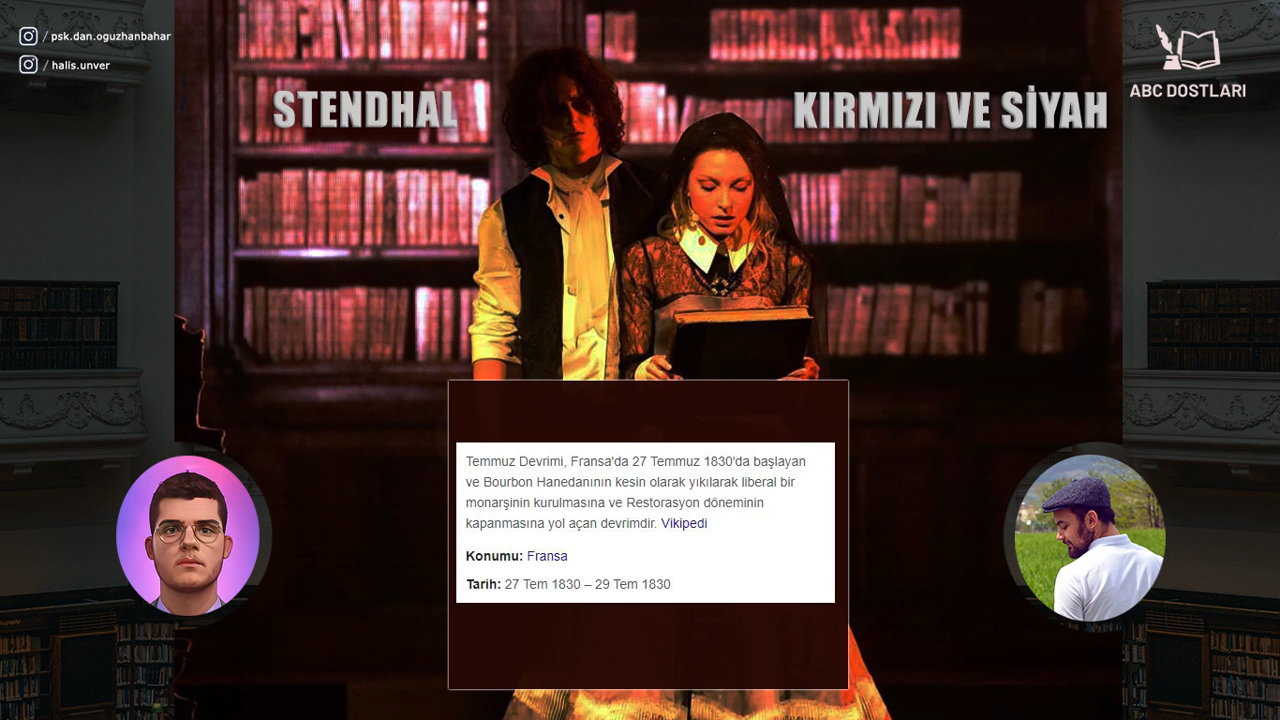 / psk.dan.oguzhanbahar
/ halis.unver
ABC DOSTLARI
STENDHAL
KIRMIZI VE SİYAH
Temmuz Devrimi, Fransa'da 27 Temmuz 1830'da başlayan
ve Bourbon Hanedanının kesin olarak yıkılarak liberal bir
monarşinin kurulmasına ve Restorasyon döneminin
kapanmasına yol açan devrimdir. Vikipedi
Konumu: Fransa
Tarih: 27 Tem 1830 – 29 Tem 1830